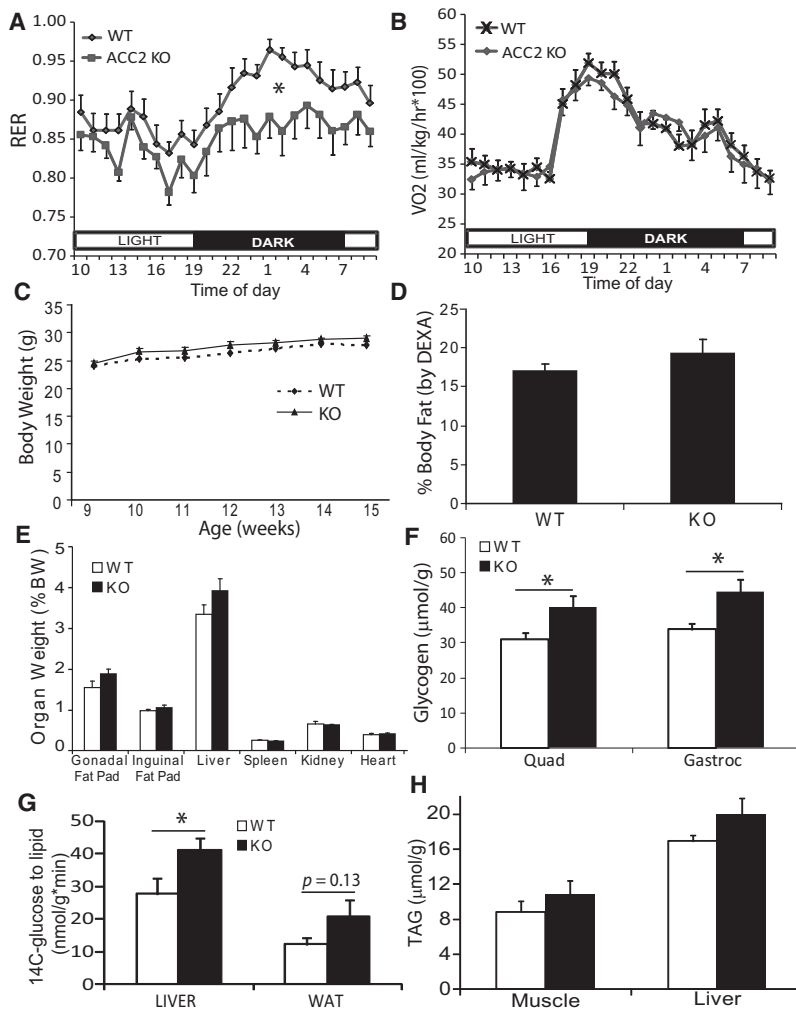 A
RER
1.00
0.95
0.90
0.85
0.80
0.75
0.70
WT
ACC2 KO
*
LIGHT
DARK
10 13 16 19 22 1 4 7
Time of day
B
VO2 (ml/kg/hr*100)
60
55
50
45
40
35
30
25
20
WT
ACC2 KO
LIGHT
DARK
10 13 16 19 22 1 4 7
Time of day
C
Body Weight (g)
35
30
25
20
15
10
5
0
WT
KO
9 10 11 12 13 14 15
Age (weeks)
D
% Body Fat (by DEXA)
25
20
15
10
5
0
WT KO
E
Organ Weight (% BW)
5
4
3
2
1
0
WT
KO
Gonadal Fat Pad
Inguinal Fat Pad
Liver
Spleen
Kidney
Heart
F
Glycogen (μmol/g)
60
50
40
30
20
10
0
WT
KO
*
*
Quad Gastroc
G
14C-glucose to lipid
(nmol/g*min)
50
40
30
20
10
0
*
WT
KO
p = 0.13
LIVER WAT
H
TAG (μmol/g)
20
16
12
8
4
0
Muscle Liver